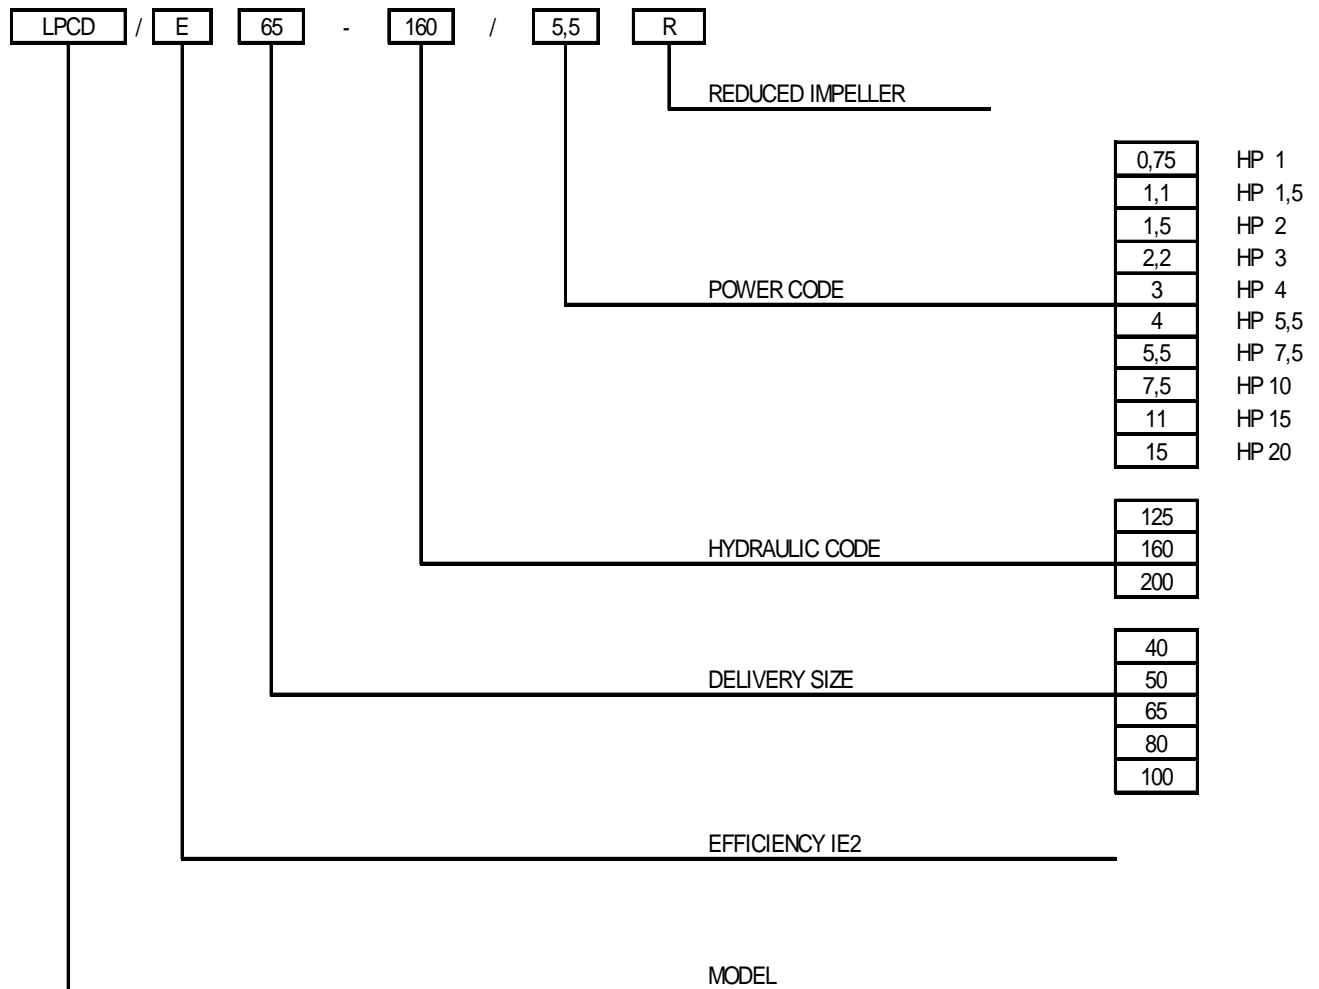 LPCD / E 65 - 160 / 5,5 R
REDUCED IMPELLER
0,75 HP 1
1,1 HP 1,5
1,5 HP 2
2,2 HP 3
POWER CODE 3 HP 4
4 HP 5,5
5,5 HP 7,5
7,5 HP 10
11 HP 15
15 HP 20
125
HYDRAULIC CODE 160
200
40
DELIVERY SIZE 50
65
80
100
EFFICIENCY IE2
MODEL